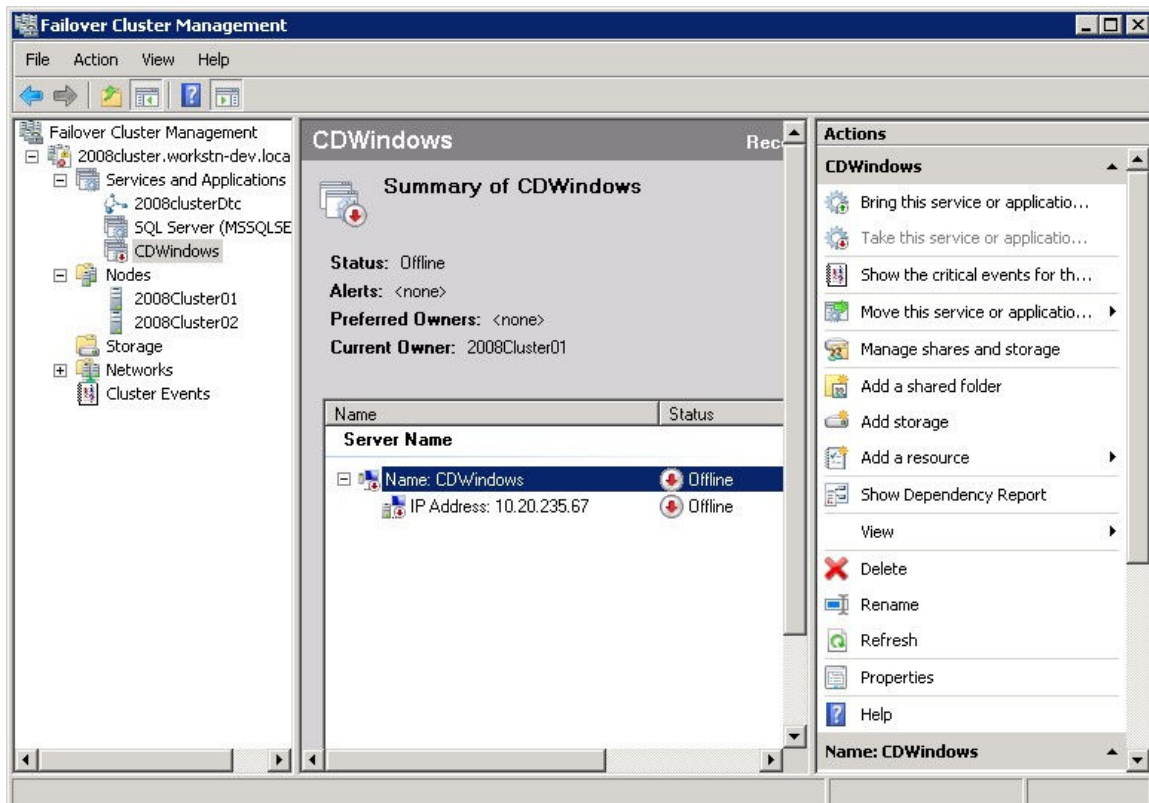 Failover Cluster Management
File Action View Help
Failover Cluster Management
2008cluster.workstn-dev.loca
Services and Applications
2008clusterDtc
SQL Server (MSSQLSE
CDWindows
Nodes
2008Cluster01
2008Cluster02
Storage
Networks
Cluster Events
CDWindows Rec
Summary of CDWindows
Status: Offline
Alerts: <none>
Preferred Owners: <none>
Current Owner: 2008Cluster01
Name Status
Server Name
Name: CDWindows Offline
IP Address: 10.20.235.67 Offline
Actions
CDWindows
Bring this service or applicatio...
Take this service or applicatio...
Show the critical events for th...
Move this service or applicatio...
Manage shares and storage
Add a shared folder
Add storage
Add a resource
Show Dependency Report
View
Delete
Rename
Refresh
Properties
Help
Name: CDWindows